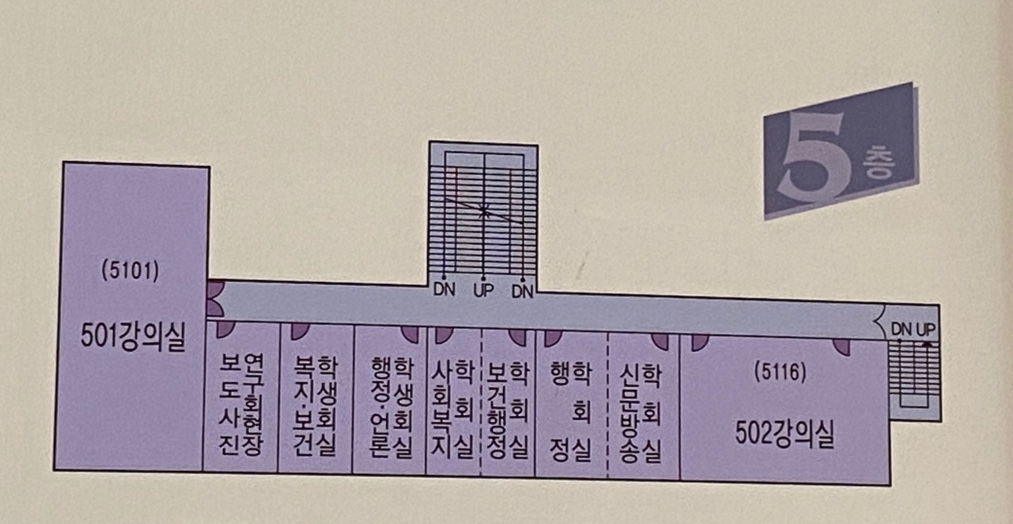 5층
(5101)
501강의실
DN UP DN
DN UP
보도사진
연구회현장
복지·보건
학생회실
행정·언론
학생회실
사회복지
학회실
보건행정
학회실
행정
학회실
신문방송
학회실
(5116)
502강의실